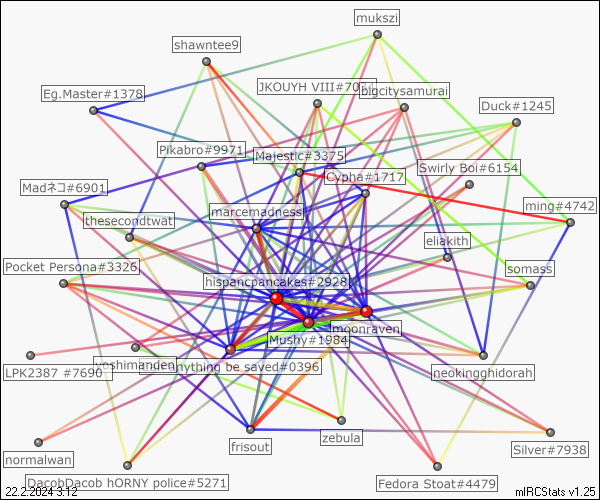 mukszi
shawntee9
JKOUYH VIII#70
bigcitysamurai
Eg.Master#1378
Duck#1245
Pikabro#9971
Majestic#3375
Cypha#1717
Swirly Boi#6154
Madネコ#6901
thesecondtwat
marcemadness
ming#4742
eliakith
Pocket Persona#3326
hispancpancakes#2928
somass
moonraven
Mushy#1984
LPK2387 #7690
yoshimanden
nything be saved#0396
neokingghidorah
frisout
zebula
Silver#7938
normalwan
DacobDacob hORNY police#5271
Fedora Stoat#4479
22.2.2024 3:12
mIRCStats v1.25